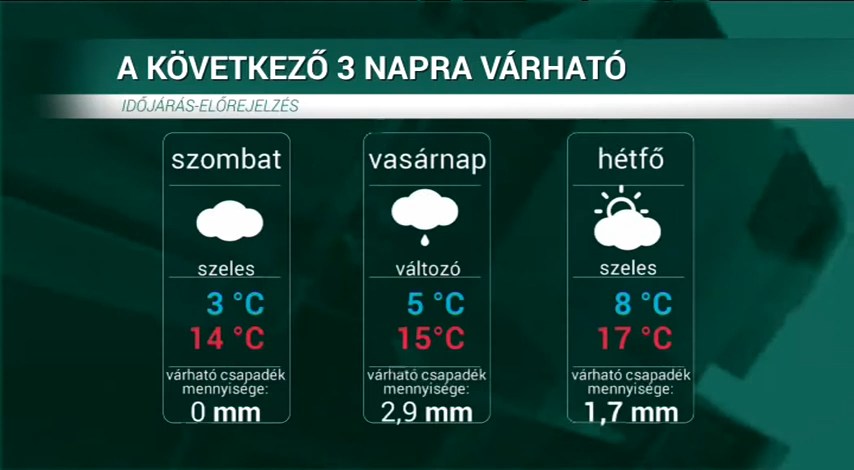 A KÖVETKEZŐ 3 NAPRA VÁRHATÓ
IDŐJÁRÁS-ELŐREJELZÉS
szombat
szeles
3 °C
14 °C
várható csapadék
mennyisége:
0 mm
vasárnap
változó
5 °C
15°C
várható csapadék
mennyisége:
2,9 mm
hétfő
szeles
8 °C
17 °C
várható csapadék
mennyisége:
1,7 mm